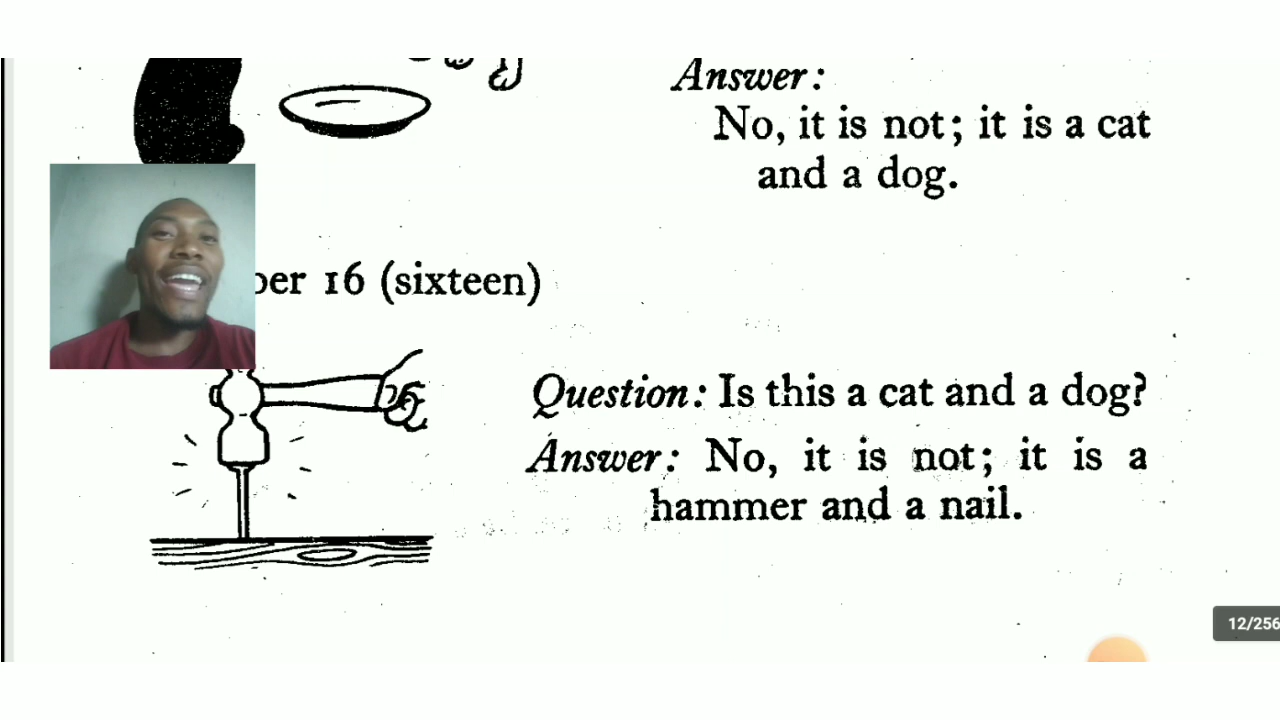 Answer:
No, it is not; it is a cat
and a dog.
ber 16 (sixteen)
Question: Is this a cat and a dog?
Answer: No, it is not; it is a
hammer and a nail.
12/256